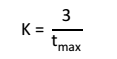 K = 3 / t_max